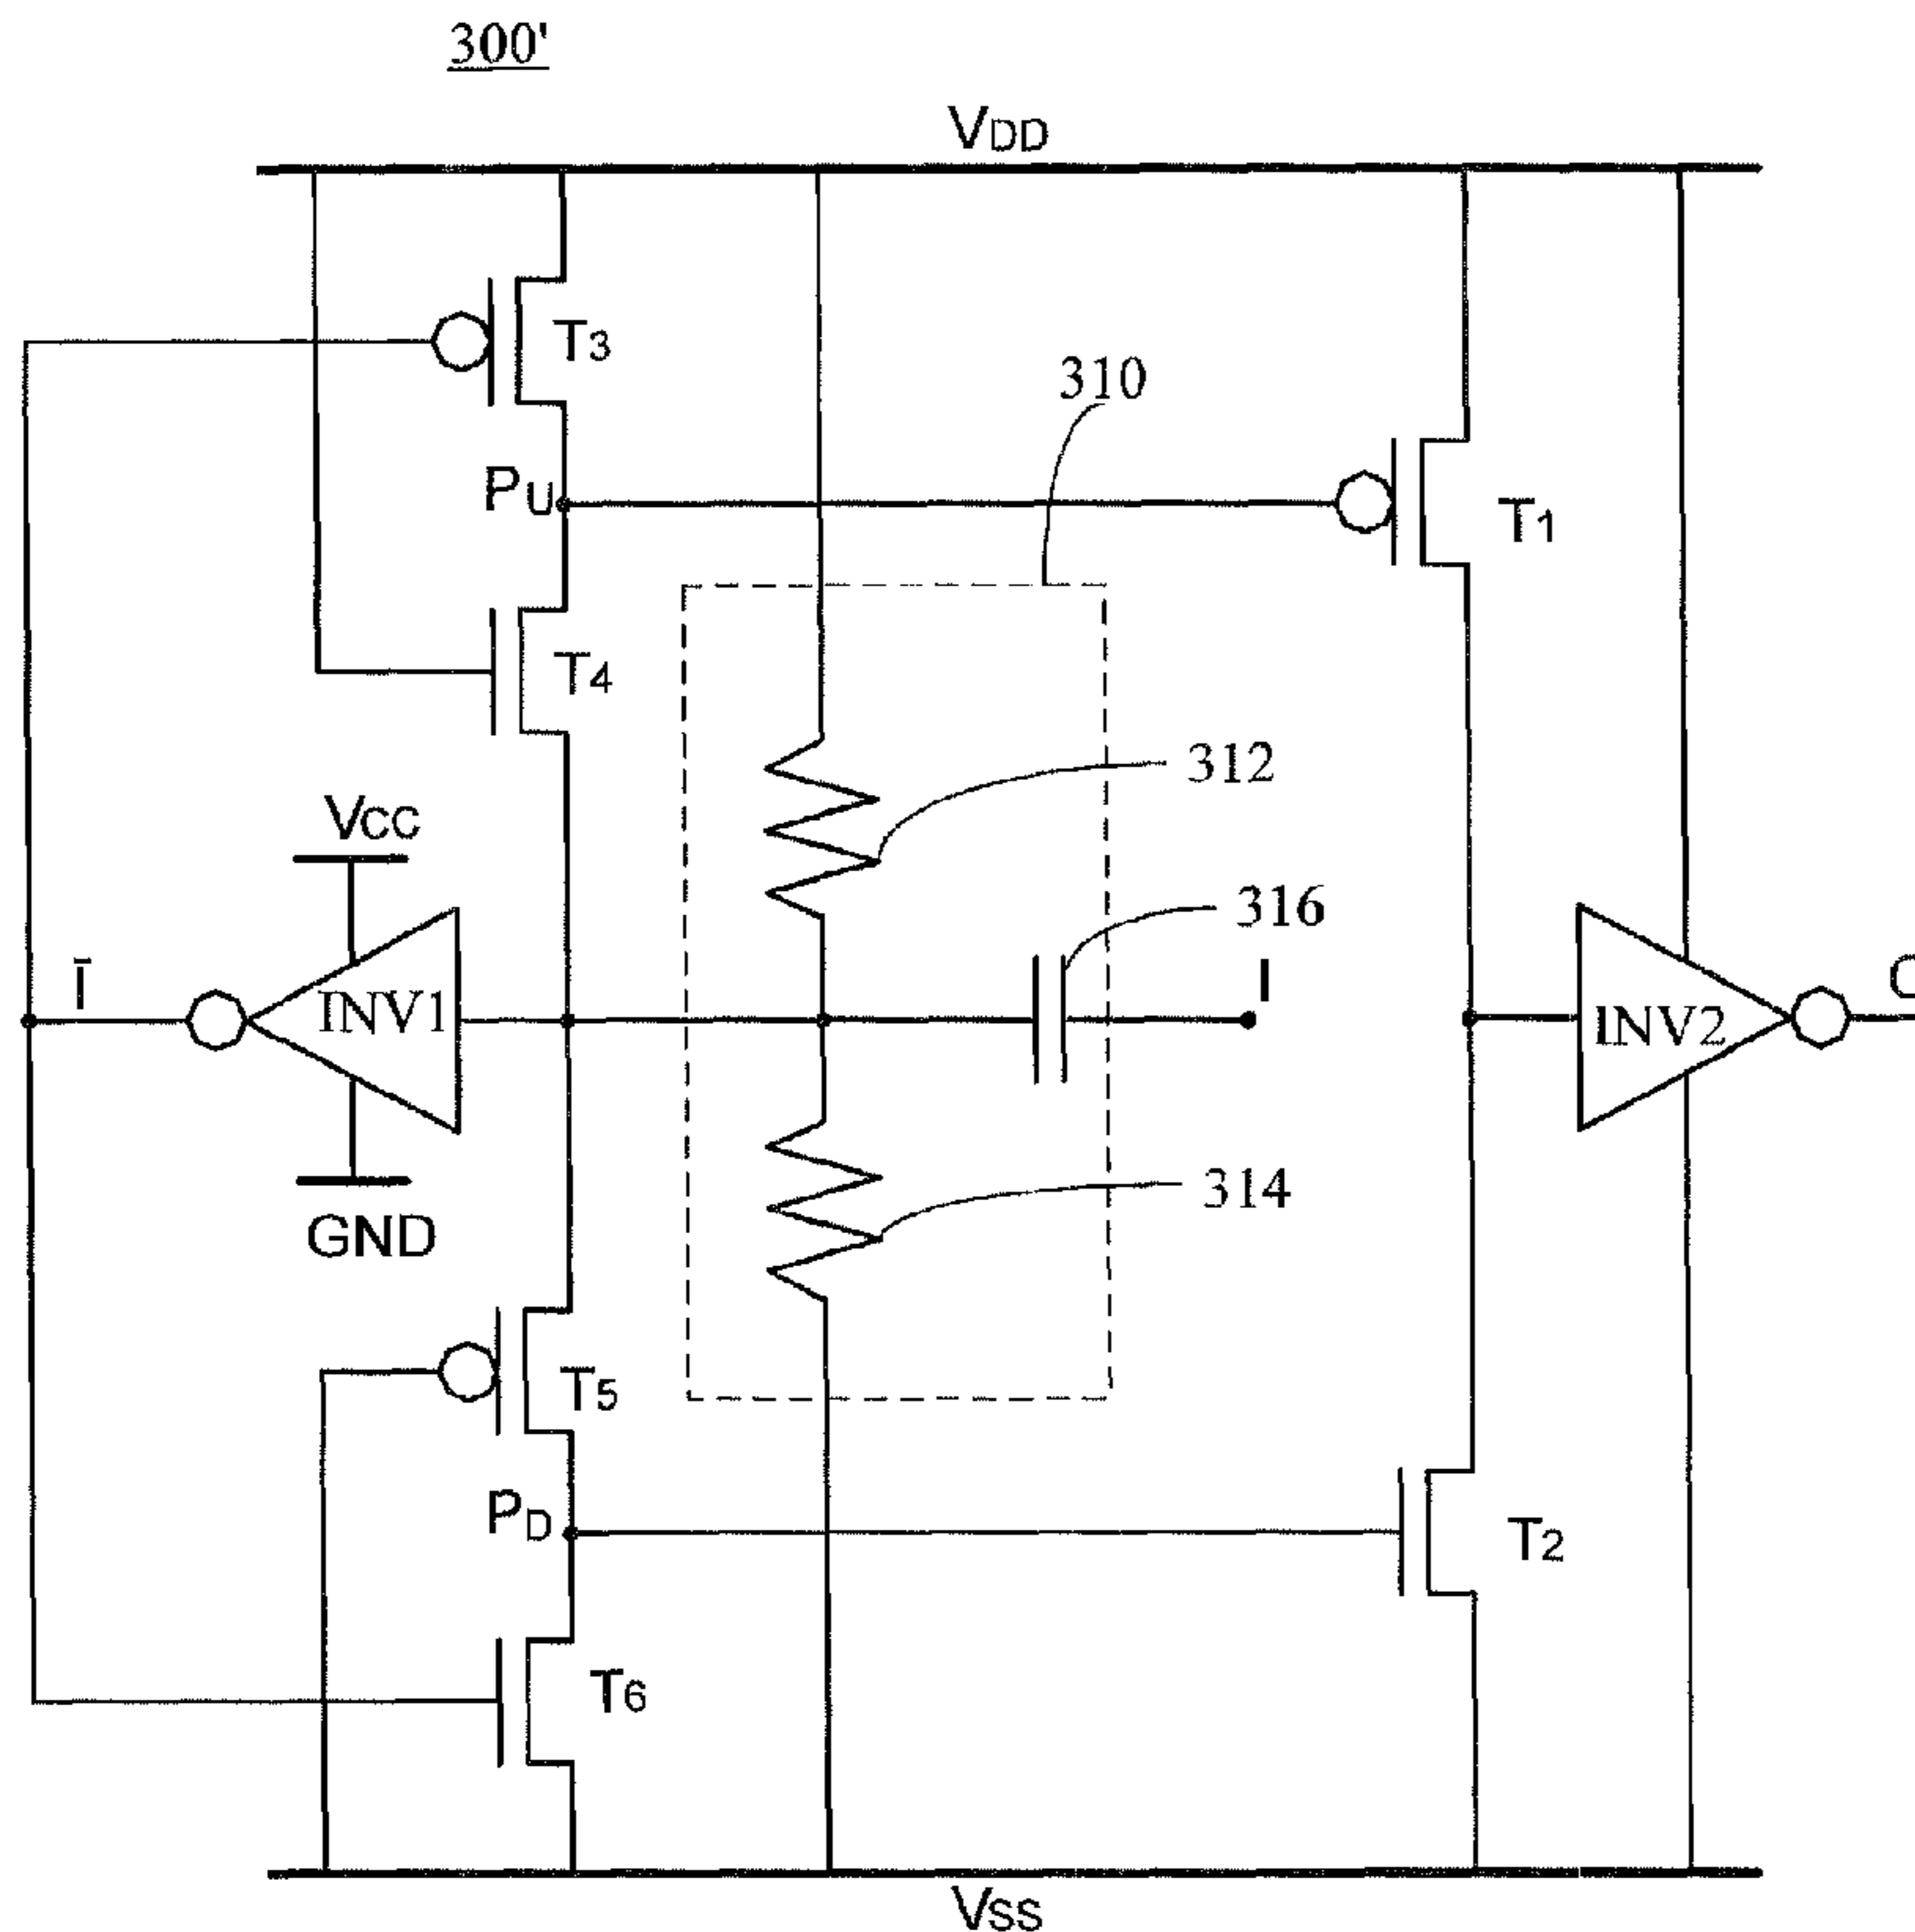 300'
VDD
T3
310
PU
T1
T4
312
VCC
316
Ī
INV1
I
INV2
314
GND
T5
PD
T2
T6
VSS